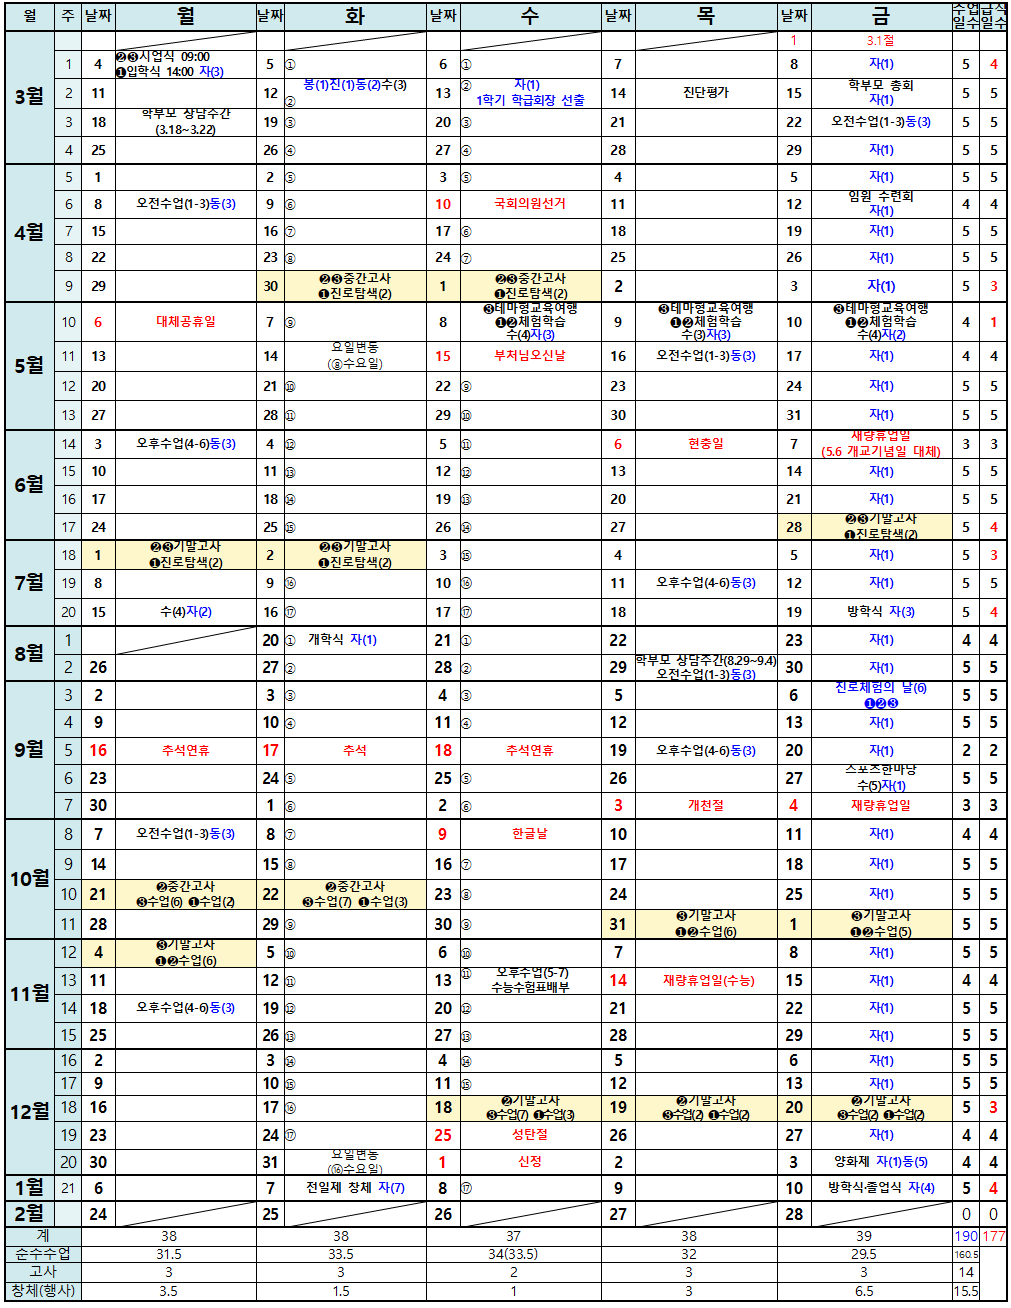 월 주 날짜 월 날짜 화 날짜 수 날짜 목 날짜 금 수업일수 급식일수
3월 1 3.1절
1 4 ❷❸시업식 09:00 5 ① 6 ① 7 8 자(1) 5 4
❶입학식 14:00 자(3)
2 11 12 ② 봉(1)진(1)동(2)수(3) 13 ② 자(1) 14 진단평가 15 학부모 총회 5 5
1학기 학급회장 선출 자(1)
3 18 학부모 상담주간 19 ③ 20 ③ 21 22 오전수업(1-3)동(3) 5 5
(3.18~3.22)
4 25 26 ④ 27 ④ 28 29 자(1) 5 5
4월 5 1 2 ⑤ 3 ⑤ 4 5 자(1) 5 5
6 8 오전수업(1-3)동(3) 9 ⑥ 10 국회의원선거 11 12 임원 수련회 4 4
자(1)
7 15 16 ⑦ 17 ⑥ 18 19 자(1) 5 5
8 22 23 ⑧ 24 ⑦ 25 26 자(1) 5 5
9 29 30 ❷❸중간고사 1 ❷❸중간고사 2 3 자(1) 5 3
❶진로탐색(2) ❶진로탐색(2)
5월 10 6 대체공휴일 7 ⑨ 8 ❸테마형교육여행 9 ❸테마형교육여행 10 ❸테마형교육여행 4 1
❶❷체험학습 ❶❷체험학습 ❶❷체험학습
수(4)자(3) 수(3)자(3) 수(4)자(2)
11 13 14 요일변동 15 부처님오신날 16 오전수업(1-3)동(3) 17 자(1) 4 4
(⑧수요일)
12 20 21 ⑩ 22 ⑨ 23 24 자(1) 5 5
13 27 28 ⑪ 29 ⑩ 30 31 자(1) 5 5
6월 14 3 오후수업(4-6)동(3) 4 ⑫ 5 ⑪ 6 현충일 7 재량휴업일 3 3
(5.6 개교기념일 대체)
15 10 11 ⑬ 12 ⑫ 13 14 자(1) 5 5
16 17 18 ⑭ 19 ⑬ 20 21 자(1) 5 5
17 24 25 ⑮ 26 ⑭ 27 28 ❷❸기말고사 5 4
❶진로탐색(2)
7월 18 1 ❷❸기말고사 2 ❷❸기말고사 3 ⑮ 4 5 자(1) 5 3
❶진로탐색(2) ❶진로탐색(2)
19 8 9 ⑯ 10 ⑯ 11 오후수업(4-6)동(3) 12 자(1) 5 5
20 15 수(4)자(2) 16 ⑰ 17 ⑰ 18 19 방학식 자(3) 5 4
8월 1 20 ① 개학식 자(1) 21 ① 22 23 자(1) 4 4
2 26 27 ② 28 ② 29 학부모 상담주간(8.29~9.4) 30 자(1) 5 5
오전수업(1-3)동(3)
9월 3 2 3 ③ 4 ③ 5 6 진로체험의 날(6) 5 5
❶❷❸
4 9 10 ④ 11 ④ 12 13 자(1) 5 5
5 16 추석연휴 17 추석 18 추석연휴 19 오후수업(4-6)동(3) 20 자(1) 2 2
6 23 24 ⑤ 25 ⑤ 26 27 스포츠한마당 5 5
수(5)자(1)
7 30 1 ⑥ 2 ⑥ 3 개천절 4 재량휴업일 3 3
10월 8 7 오전수업(1-3)동(3) 8 ⑦ 9 한글날 10 11 자(1) 4 4
9 14 15 ⑧ 16 ⑦ 17 18 자(1) 5 5
10 21 ❷중간고사 22 ❷중간고사 23 ⑧ 24 25 자(1) 5 5
❸수업(6) ❶수업(2) ❸수업(7) ❶수업(3)
11 28 29 ⑨ 30 ⑨ 31 ❸기말고사 1 ❸기말고사 5 5
❶❷수업(6) ❶❷수업(5)
11월 12 4 ❸기말고사 5 ⑩ 6 ⑩ 7 8 자(1) 5 5
❶❷수업(6)
13 11 12 ⑪ 13 ⑪ 오후수업(5-7) 14 재량휴업일(수능) 15 자(1) 4 4
수능수험표배부
14 18 오후수업(4-6)동(3) 19 ⑫ 20 ⑫ 21 22 자(1) 5 5
15 25 26 ⑬ 27 ⑬ 28 29 자(1) 5 5
12월 16 2 3 ⑭ 4 ⑭ 5 6 자(1) 5 5
17 9 10 ⑮ 11 ⑮ 12 13 자(1) 5 5
18 16 17 ⑯ 18 ❷기말고사 19 ❷기말고사 20 ❷기말고사 5 3
❸수업(7) ❶수업(3) ❸수업(2) ❶수업(2) ❸수업(2) ❶수업(2)
19 23 24 ⑰ 25 성탄절 26 27 자(1) 4 4
20 30 31 요일변동 1 신정 2 3 양화제 자(1)동(5) 4 4
(⑯수요일)
1월 21 6 7 전일제 창체 자(7) 8 ⑰ 9 10 방학식·졸업식 자(4) 5 4
2월 24 25 26 27 28 0 0
계 38 38 37 38 39 190 177
순수수업 31.5 33.5 34(33.5) 32 29.5 160.5
고사 3 3 2 3 3 14
창체(행사) 3.5 1.5 1 3 6.5 15.5